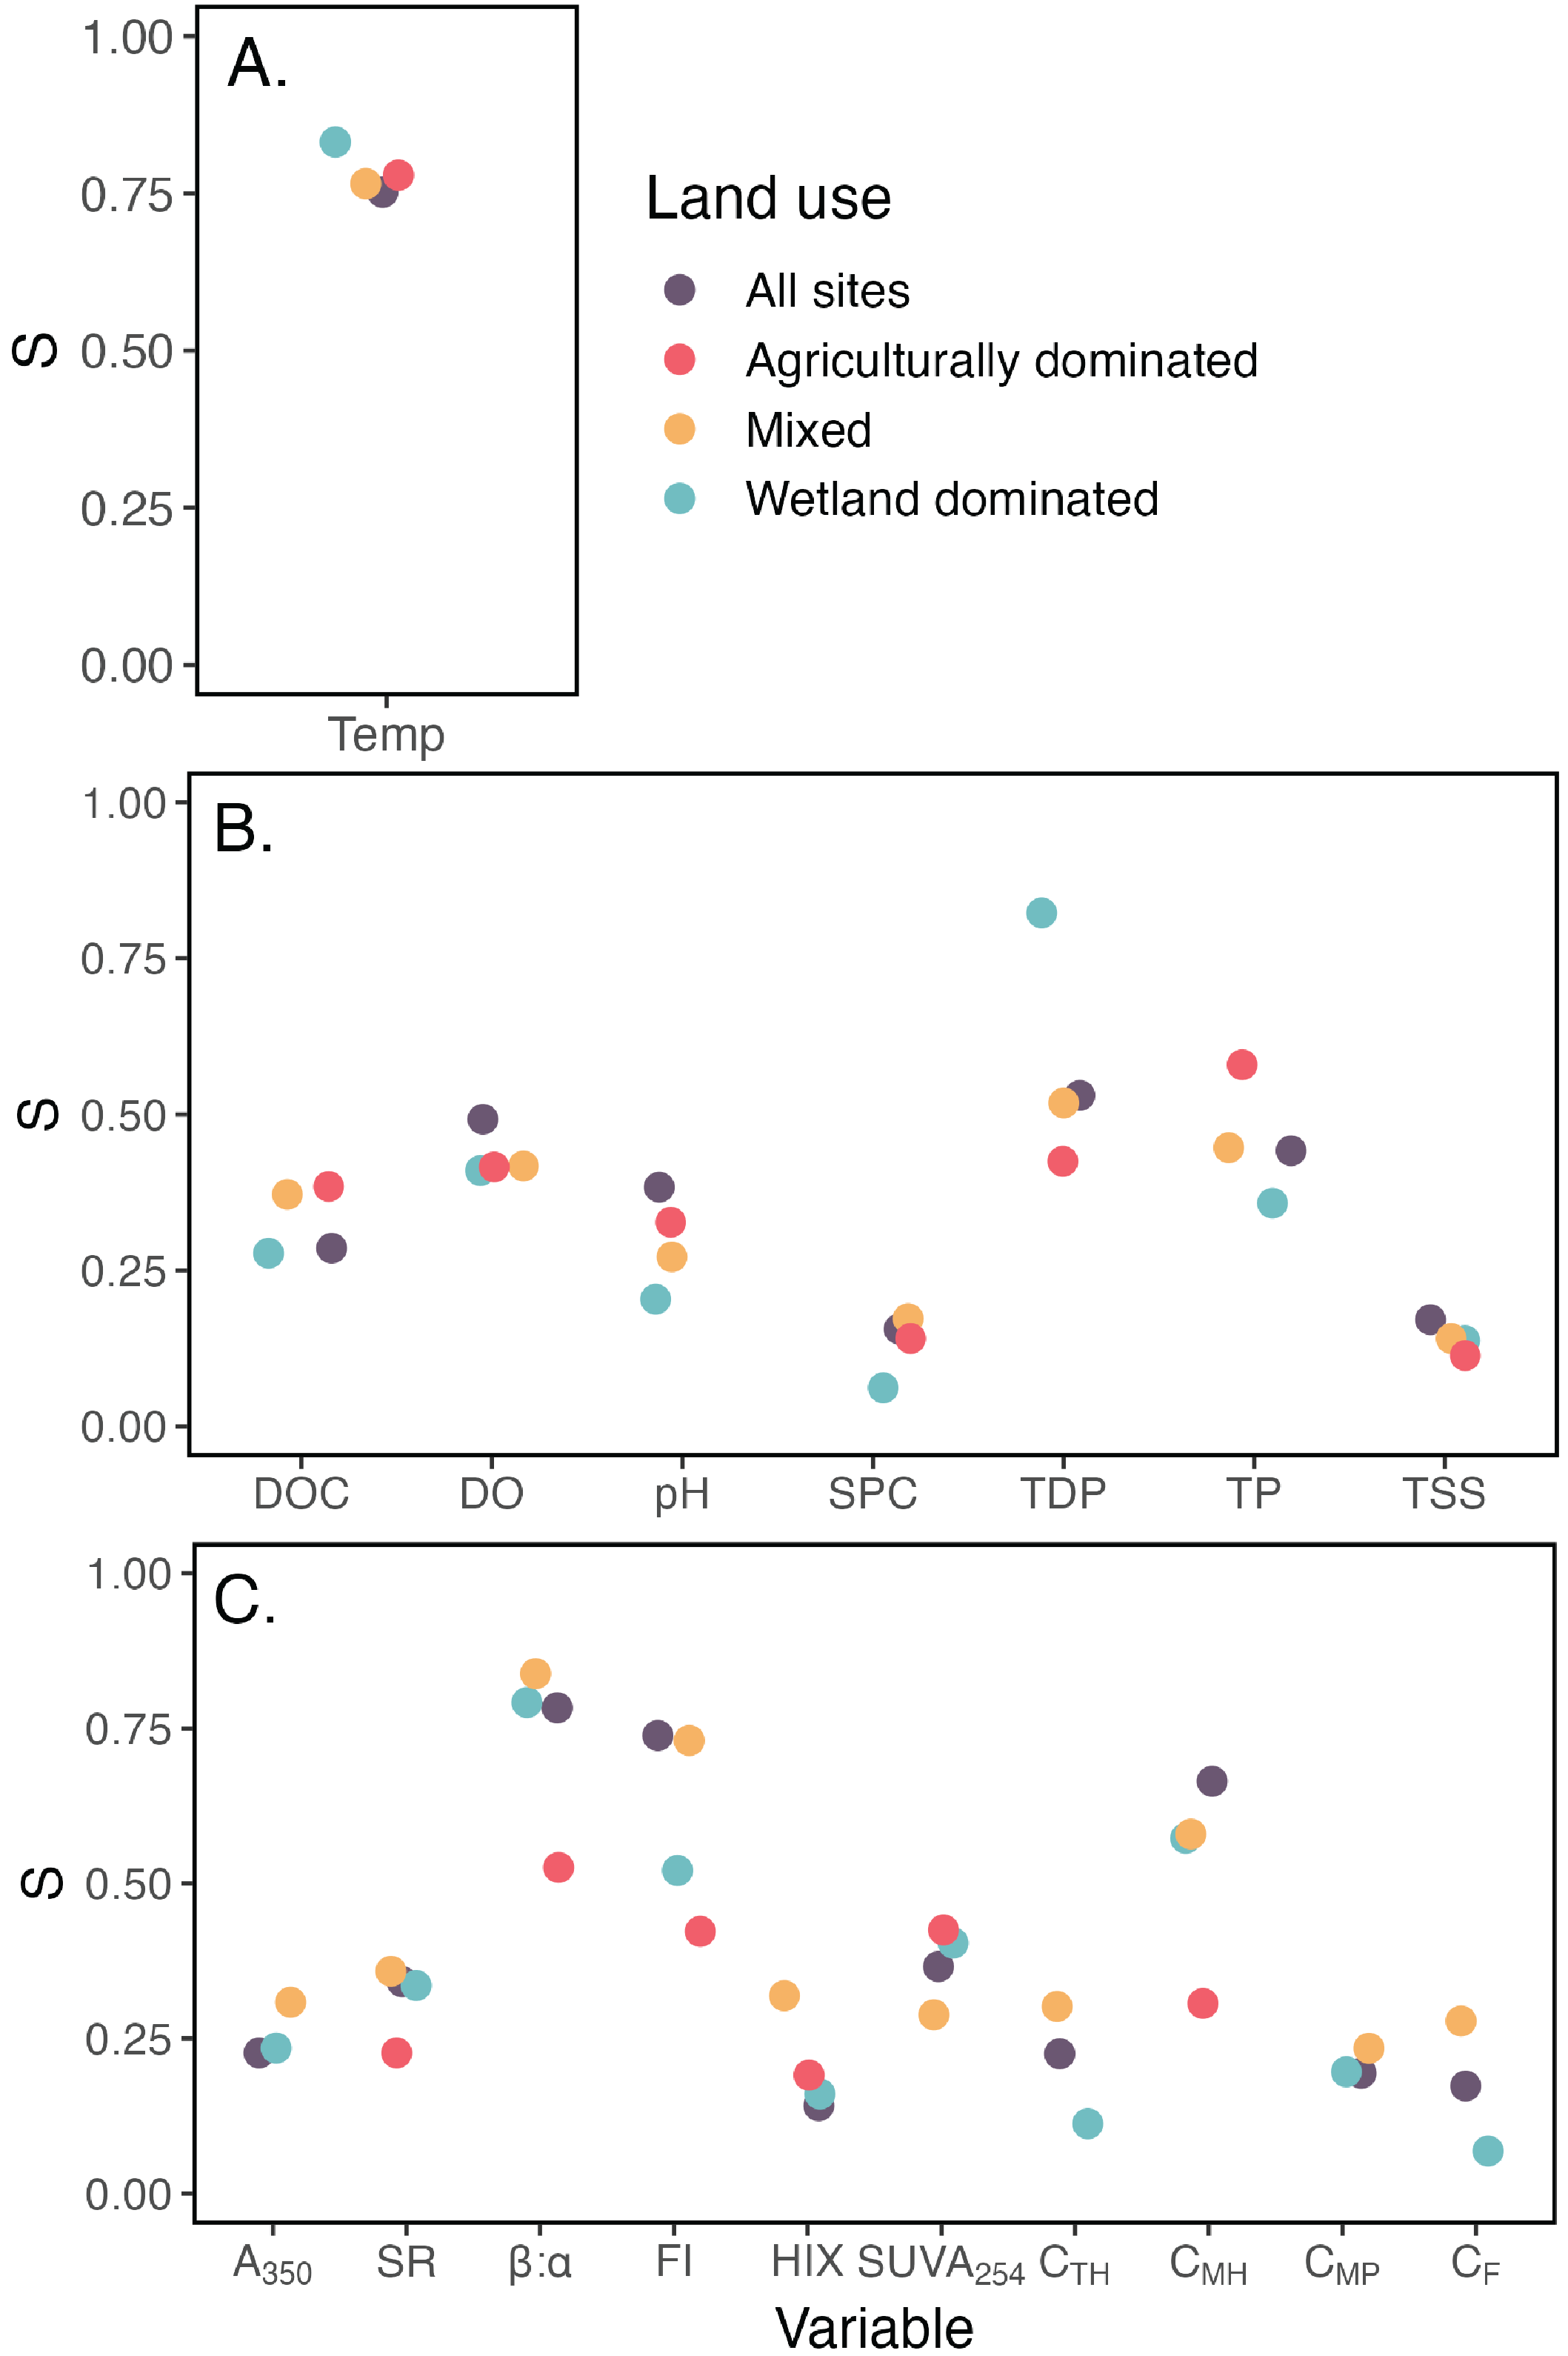 A.
1.00
0.75
0.50
0.25
0.00
S
Temp
Land use
All sites
Agriculturally dominated
Mixed
Wetland dominated
B.
1.00
0.75
0.50
0.25
0.00
S
DOC DO pH SPC TDP TP TSS
C.
1.00
0.75
0.50
0.25
0.00
S
A350 SR β:α FI HIX SUVA254 CTH CMH CMP CF
Variable